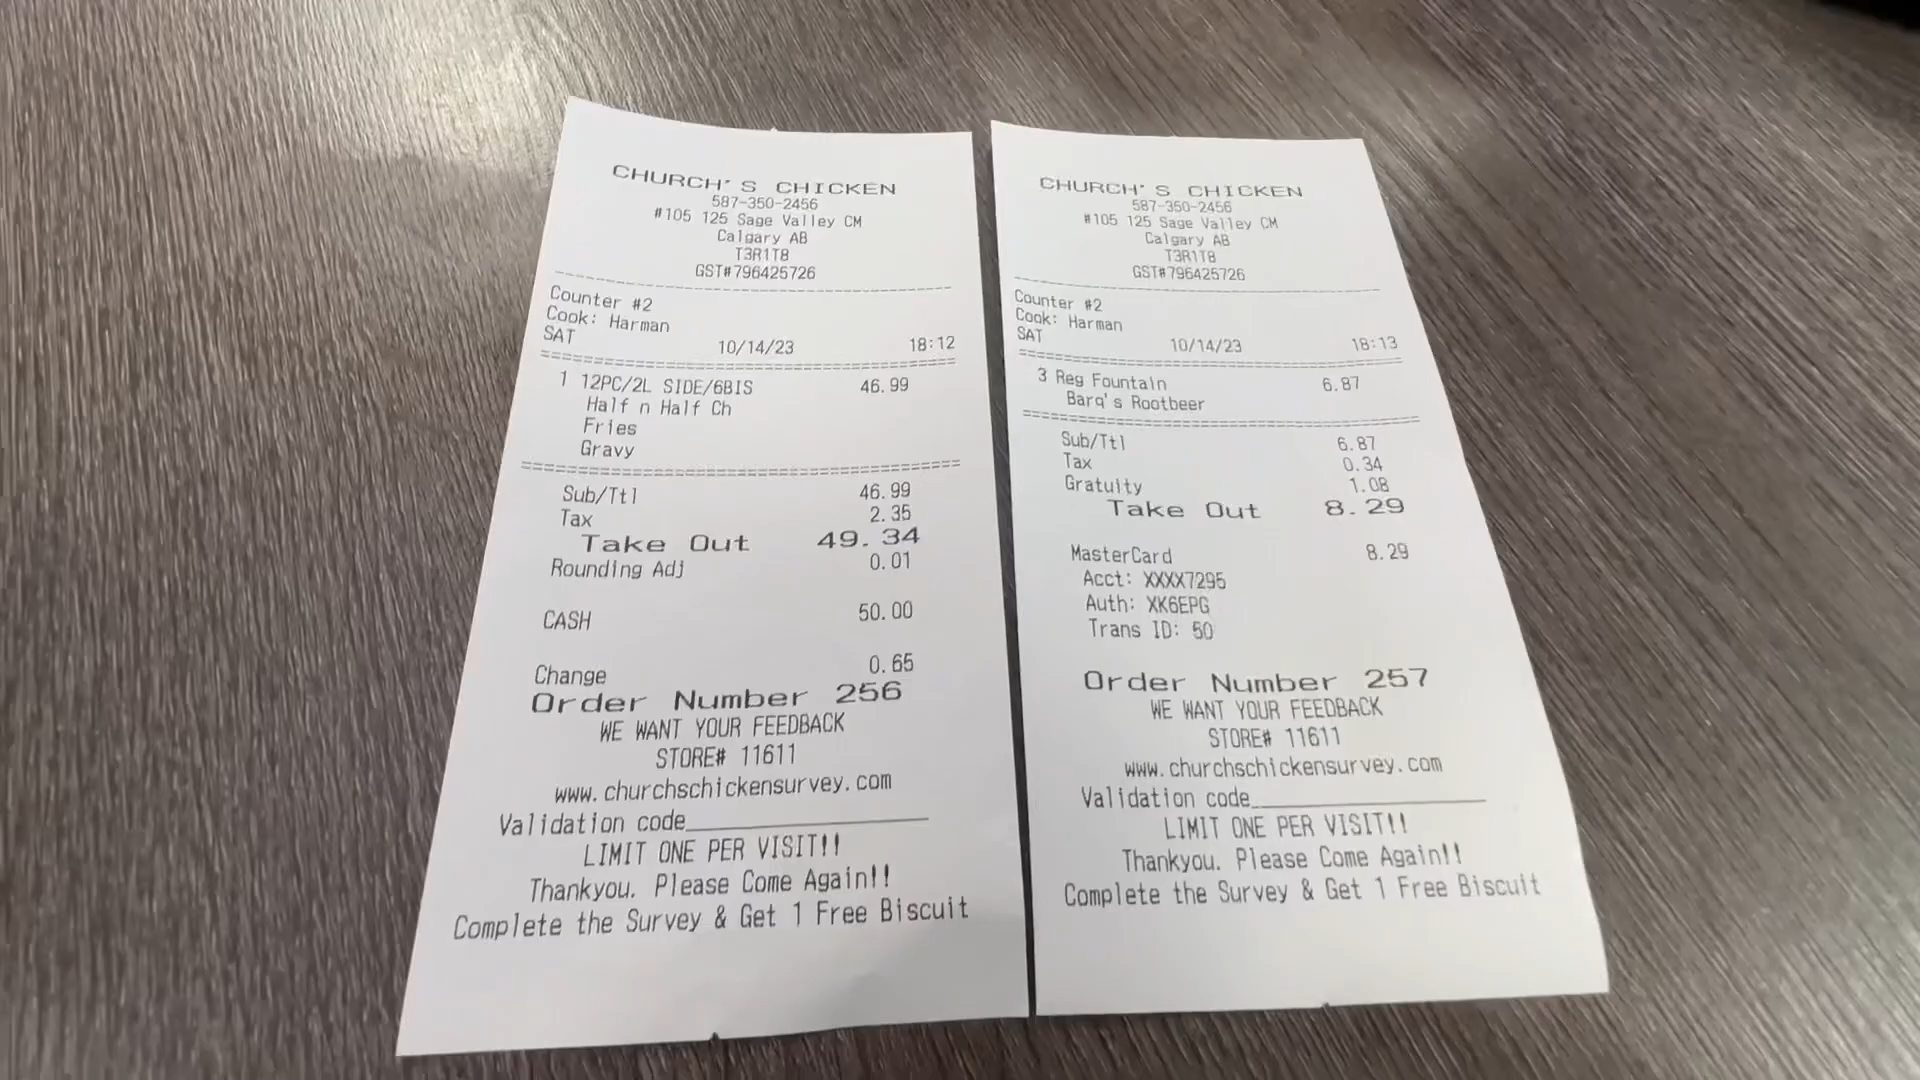 CHURCH'S CHICKEN
587-350-2456
#105 125 Sage Valley CM
Calgary AB
T3R1T8
GST#796425726
Counter #2
Cook: Harman
SAT 10/14/23 18:12
1 12PC/2L SIDE/6BIS 46.99
Half n Half Ch
Fries
Gravy
Sub/Ttl 46.99
Tax 2.35
Take Out 49.34
Rounding Adj 0.01
CASH 50.00
Change 0.65
Order Number 256
WE WANT YOUR FEEDBACK
STORE# 11611
www.churchschickensurvey.com
Validation code
LIMIT ONE PER VISIT!!
Thankyou. Please Come Again!!
Complete the Survey & Get 1 Free Biscuit
CHURCH'S CHICKEN
587-350-2456
#105 125 Sage Valley CM
Calgary AB
T3R1T8
GST#796425726
Counter #2
Cook: Harman
SAT 10/14/23 18:13
3 Reg Fountain 6.87
Barq's Rootbeer
Sub/Ttl 6.87
Tax 0.34
Gratuity 1.08
Take Out 8.29
MasterCard 8.29
Acct: XXXX7295
Auth: XK6EPG
Trans ID: 50
Order Number 257
WE WANT YOUR FEEDBACK
STORE# 11611
www.churchschickensurvey.com
Validation code
LIMIT ONE PER VISIT!!
Thankyou. Please Come Again!!
Complete the Survey & Get 1 Free Biscuit